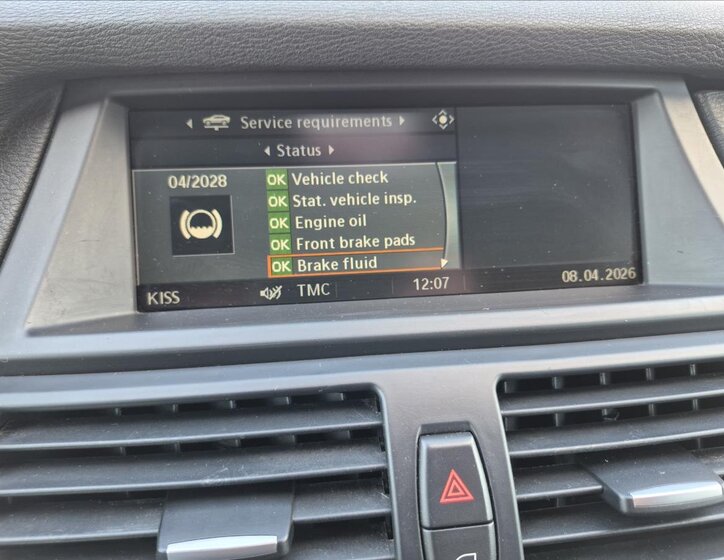 Service requirements
Status
04/2028
OK Vehicle check
OK Stat. vehicle insp.
OK Engine oil
OK Front brake pads
OK Brake fluid
KISS TMC 12:07 08.04.2026